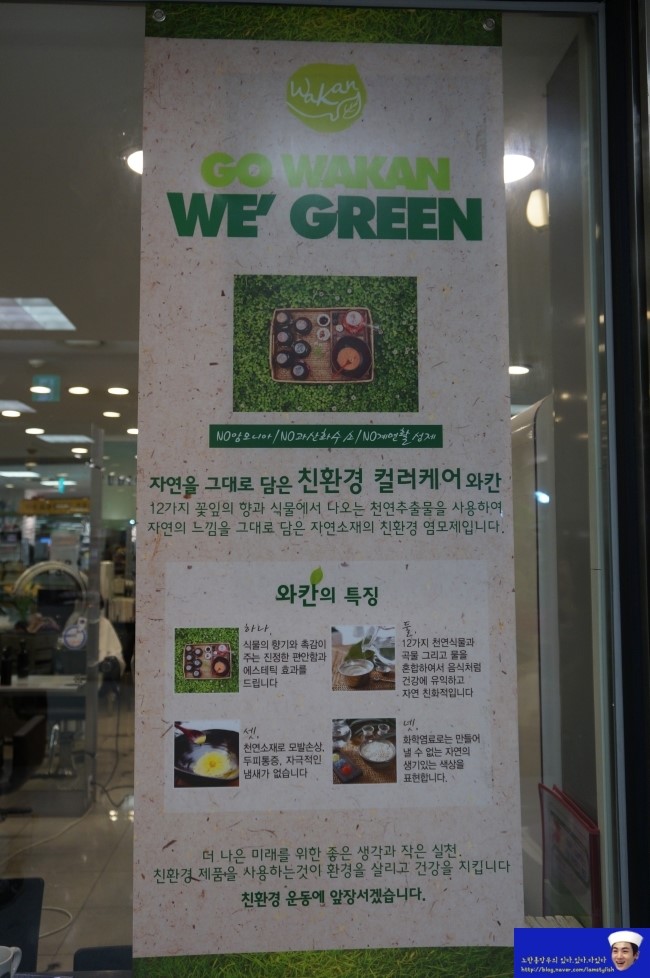 Wakan
GO WAKAN
WE' GREEN
NO암모니아/NO과산화수소/NO계면활성제
자연을 그대로 담은 친환경 컬러케어 와칸
12가지 꽃잎의 향과 식물에서 다오는 천연추출물을 사용하여
자연의 느낌을 그대로 담은 자연소재의 친환경 염모제입니다.
와칸의 특징
하나,
식물의 향기와 촉감이
주는 진정한 편안함과
에스테틱 효과를
드립니다
둘,
12가지 천연식물과
곡물 그리고 물을
혼합하여서 음식처럼
건강에 유익하고
자연 친화적입니다
셋,
천연소재로 모발손상,
두피통증, 자극적인
냄새가 없습니다
넷,
화학염료로는 만들어
낼 수 없는 자연의
생기있는 색상을
표현합니다.
더 나은 미래를 위한 좋은 생각과 작은 실천.
친환경 제품을 사용하는것이 환경을 살리고 건강을 지킵니다
친환경 운동에 앞장서겠습니다.
http://blog.naver.com/iamstylish